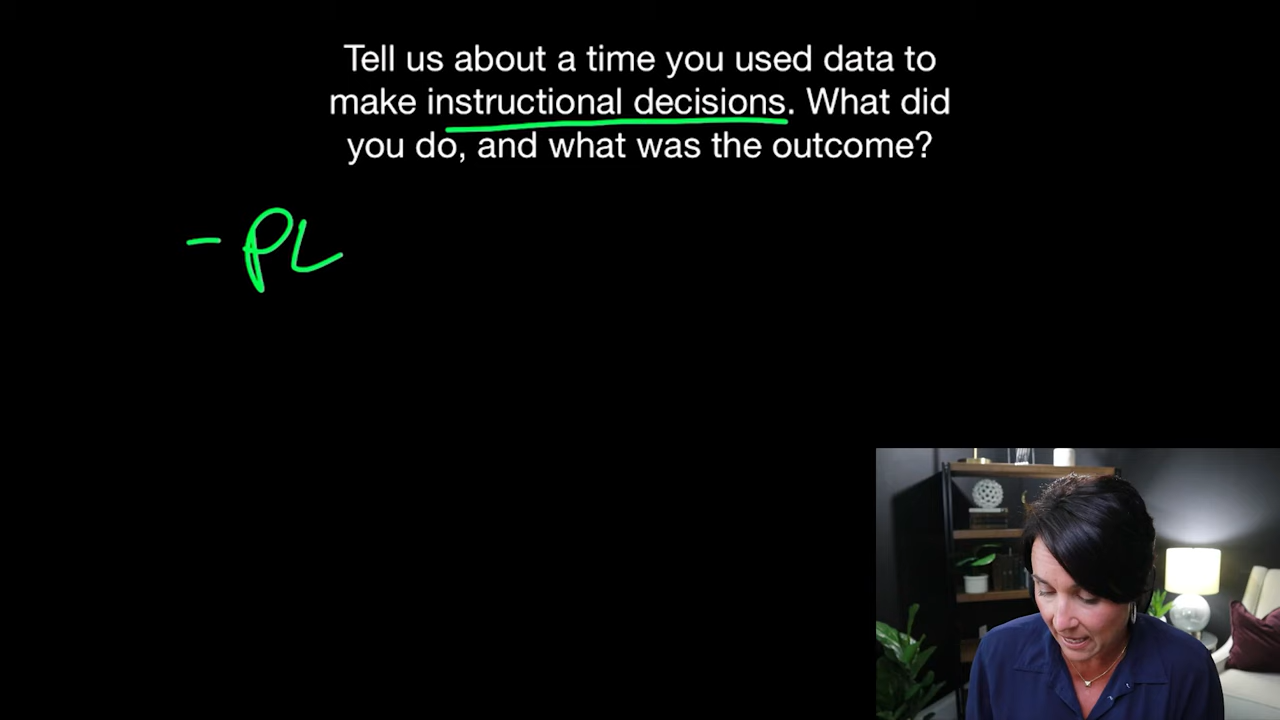 Tell us about a time you used data to
make instructional decisions. What did
you do, and what was the outcome?
- PL